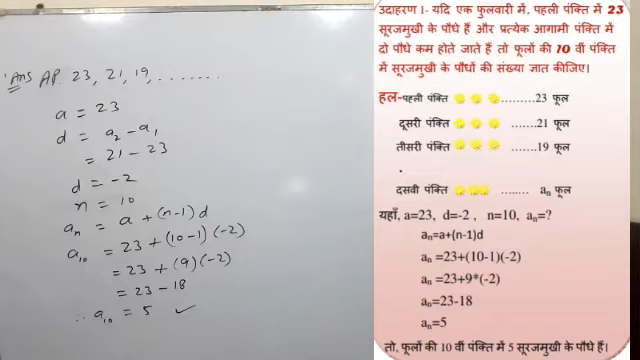 Ans AP. 23, 21, 19, ........
a = 23
d = a₂ - a₁
= 21 - 23
d = -2
n = 10
aₙ = a + (n-1) d
a₁₀ = 23 + (10-1) (-2)
= 23 + (9) (-2)
= 23 - 18
∴ a₁₀ = 5 ✓
उदाहरण 1- यदि एक फुलवारी में, पहली पंक्ति में 23
सूरजमुखी के पौधे हैं और प्रत्येक आगामी पंक्ति में
दो पौधे कम होते जाते हैं तो फूलों की 10 वीं पंक्ति
में सूरजमुखी के पौधों की संख्या ज्ञात कीजिए।
हल-पहली पंक्ति .........23 फूल
दूसरी पंक्ति .......21 फूल
तीसरी पंक्ति .......19 फूल
.
दसवी पंक्ति ........ aₙ फूल
यहाँ, a=23, d=-2 , n=10, aₙ=?
aₙ=a+(n-1)d
aₙ =23+(10-1)(-2)
aₙ =23+9*(-2)
aₙ=23-18
aₙ=5
तो, फूलों की 10 वीं पंक्ति में 5 सूरजमुखी के पौधे हैं।